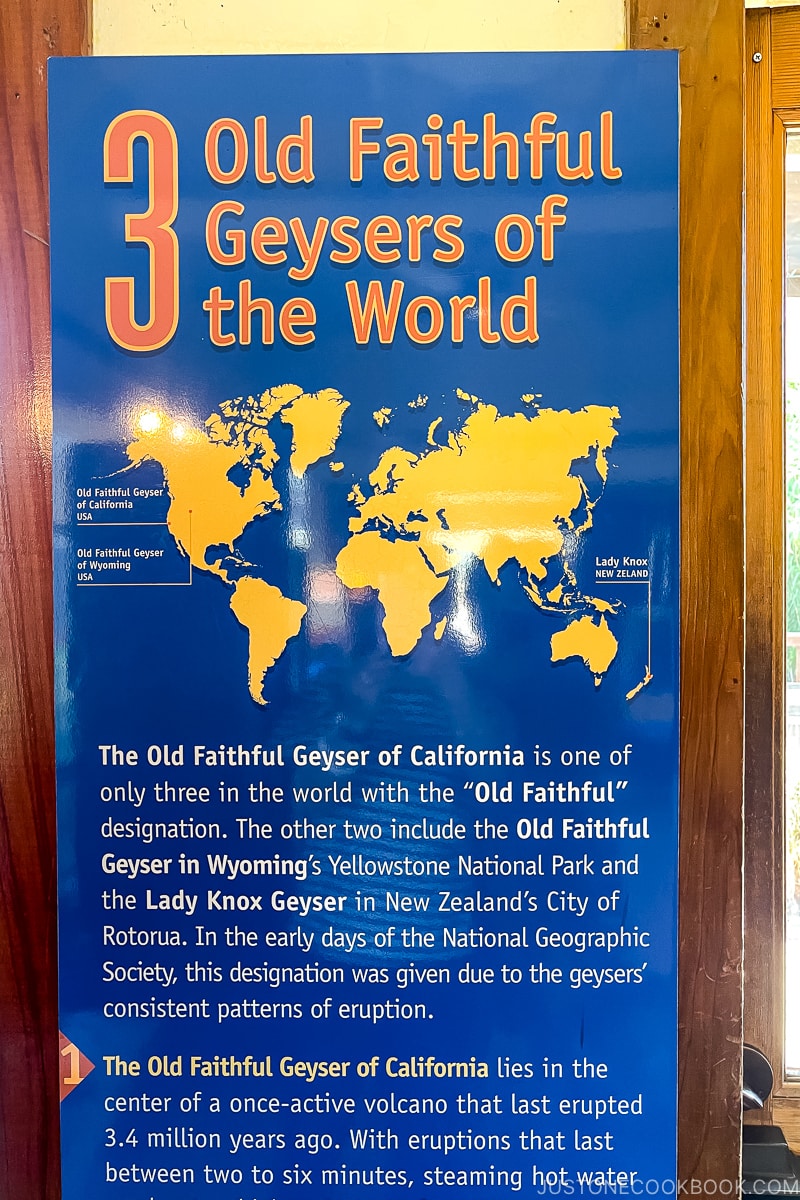 3 Old Faithful
Geysers of
the World
Old Faithful Geyser
of California
USA
Old Faithful Geyser
of Wyoming
USA
Lady Knox
NEW ZELAND
The Old Faithful Geyser of California is one of
only three in the world with the “Old Faithful”
designation. The other two include the Old Faithful
Geyser in Wyoming’s Yellowstone National Park and
the Lady Knox Geyser in New Zealand’s City of
Rotorua. In the early days of the National Geographic
Society, this designation was given due to the geysers’
consistent patterns of eruption.
1 The Old Faithful Geyser of California lies in the
center of a once-active volcano that last erupted
3.4 million years ago. With eruptions that last
between two to six minutes, steaming hot water
JUSTONECOOKBOOK.COM